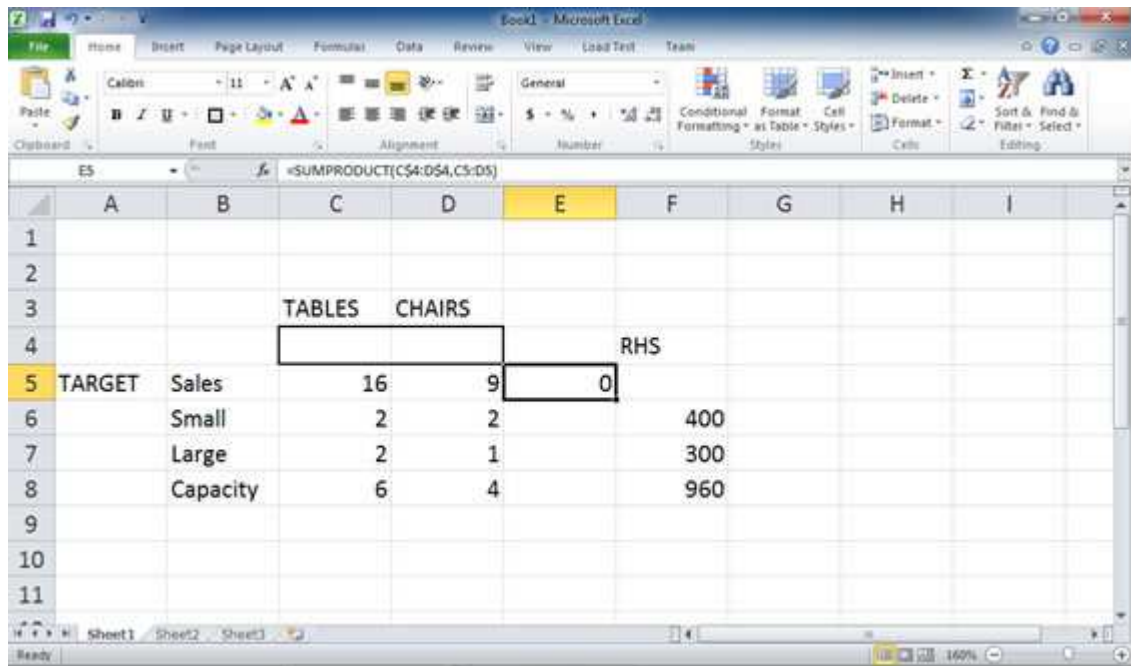 Book1 - Microsoft Excel
File Home Insert Page Layout Formulas Data Review View Load Test Team
Paste Calibri 11 A A General Conditional Formatting Format as Table Cell Styles Insert Delete Format Sort & Filter Find & Select
B I U A $ %
Clipboard Font Alignment Number Styles Cells Editing
E5 fx =SUMPRODUCT(C$4:D$4,C5:D5)
A B C D E F G H I
1
2
3 TABLES CHAIRS
4 RHS
5 TARGET Sales 16 9 0
6 Small 2 2 400
7 Large 2 1 300
8 Capacity 6 4 960
9
10
11
Sheet1 Sheet2 Sheet3
Ready 160%